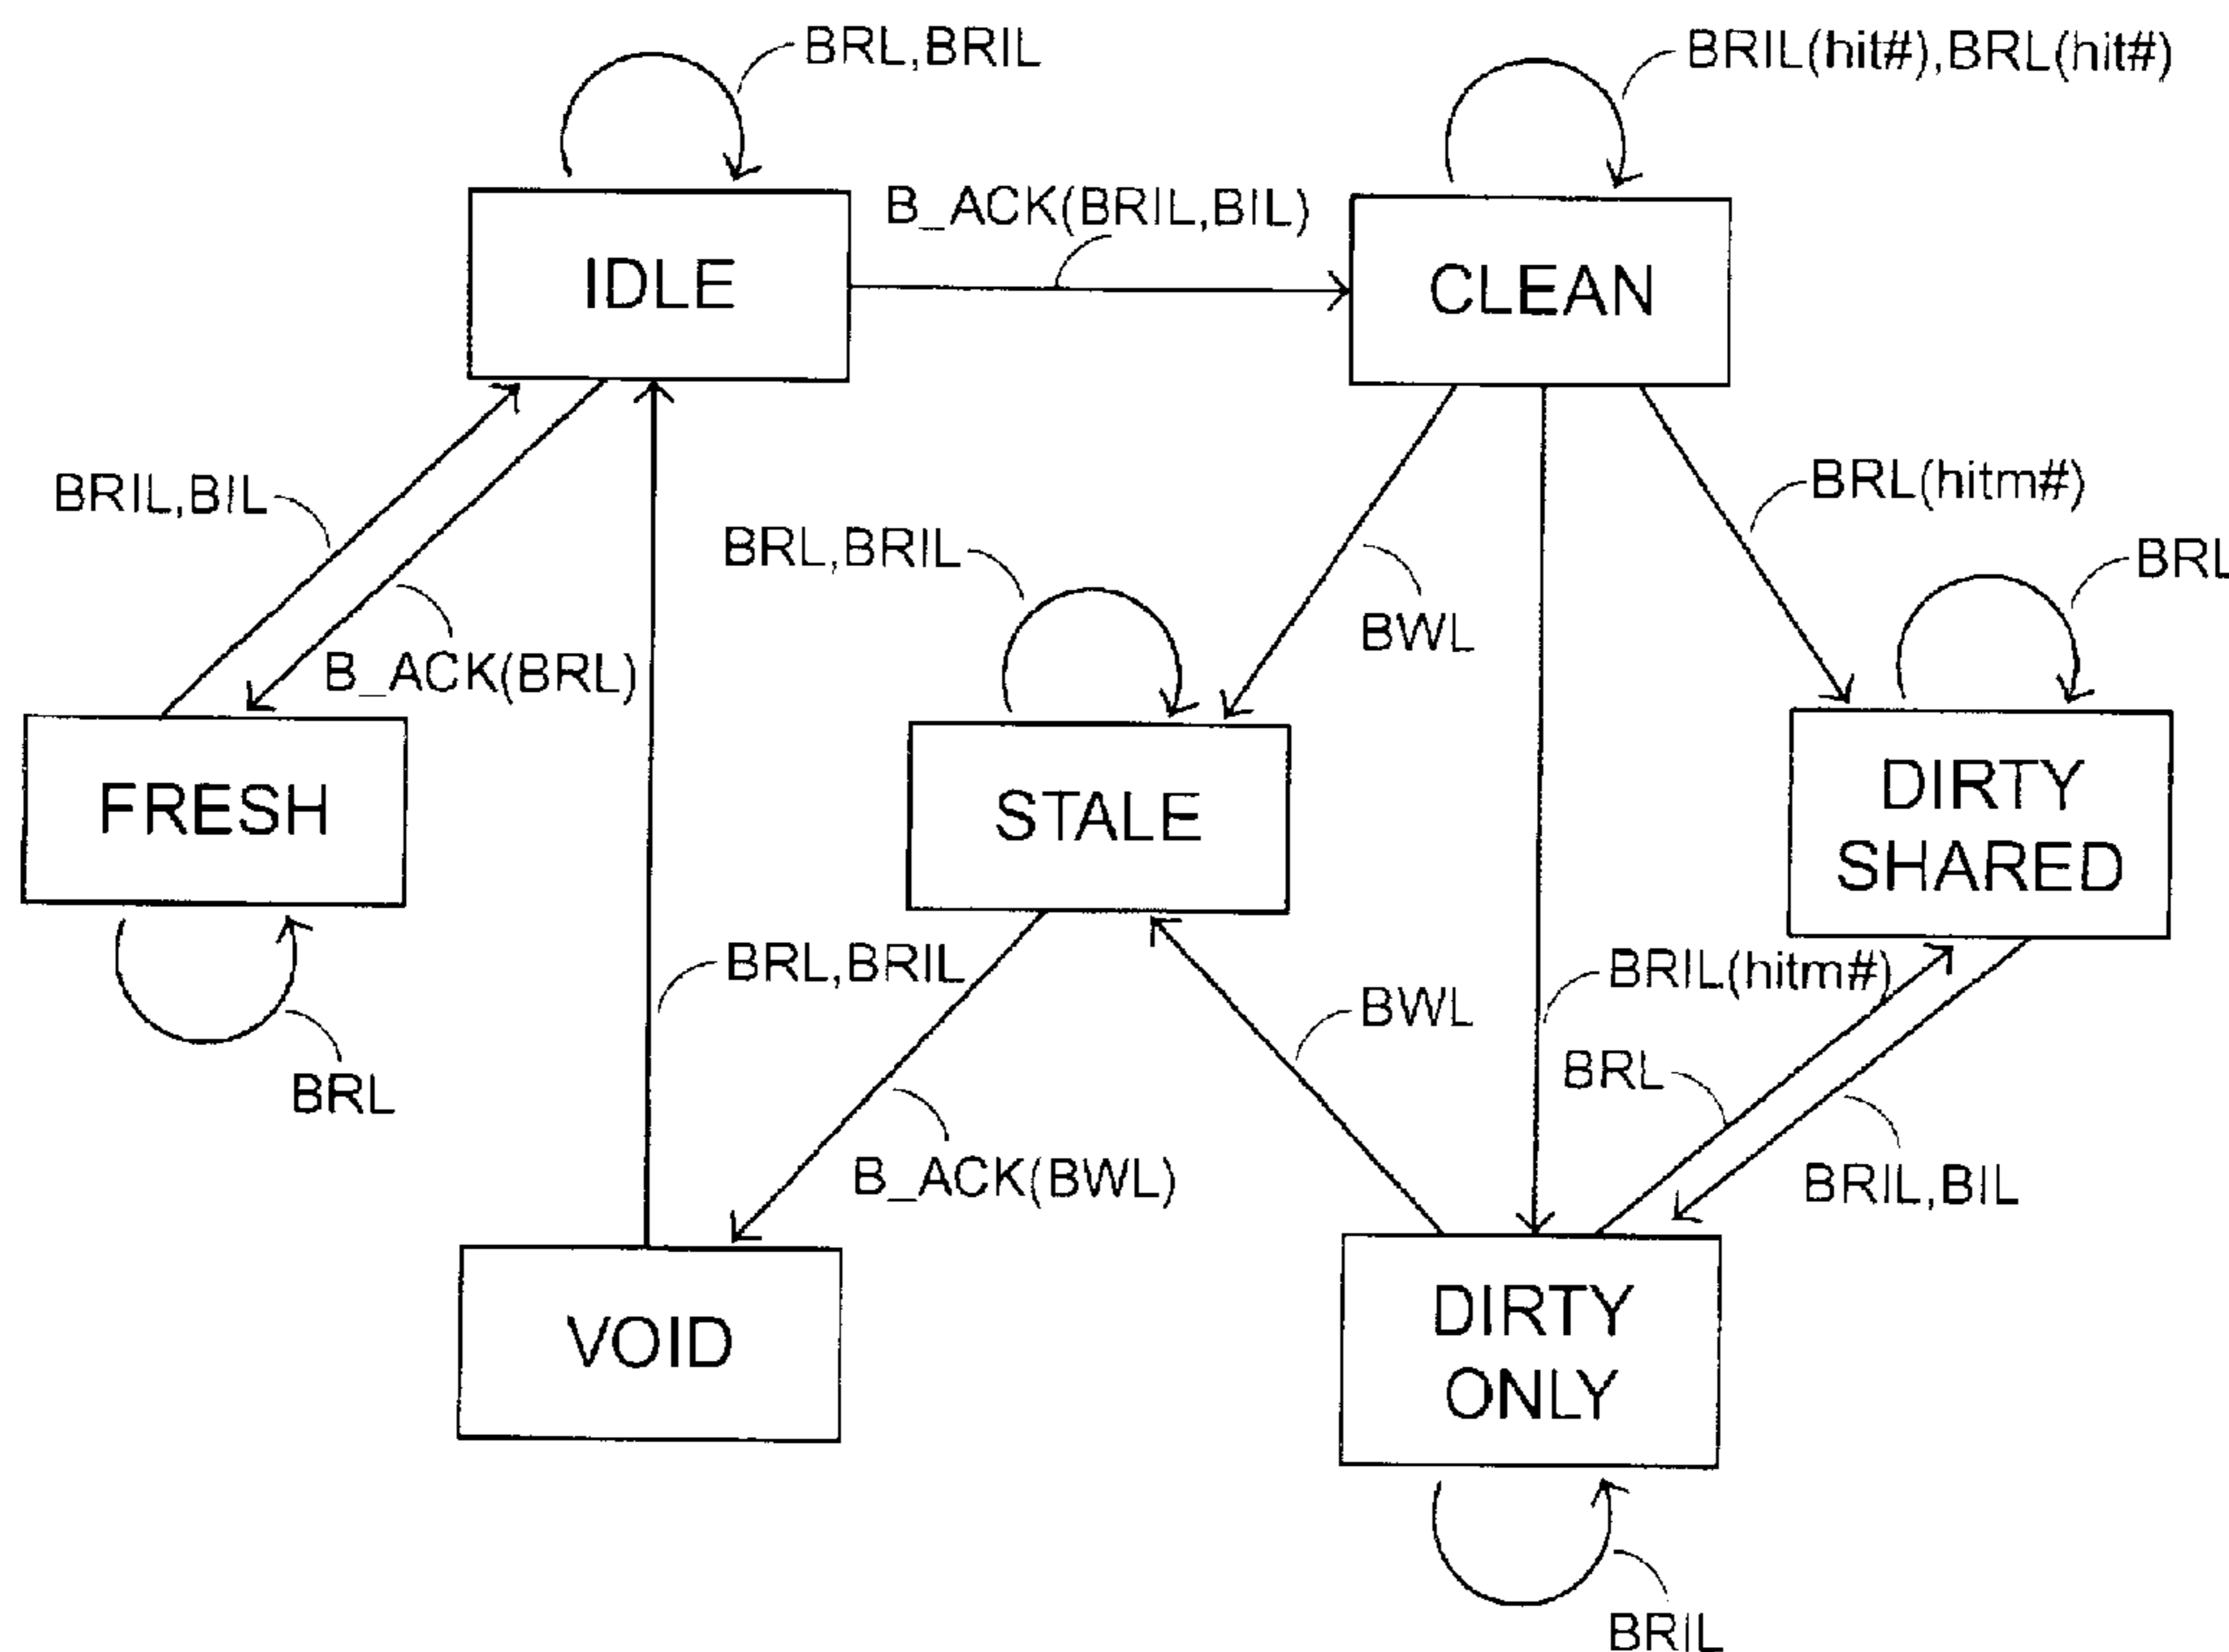 BRL,BRIL
BRIL(hit#),BRL(hit#)
B_ACK(BRIL,BIL)
IDLE
CLEAN
BRIL,BIL
BRL(hitm#)
BRL,BRIL
BRL
BWL
B_ACK(BRL)
FRESH
STALE
DIRTY
SHARED
BRL,BRIL
BRIL(hitm#)
BWL
BRL
BRL
B_ACK(BWL)
BRIL,BIL
VOID
DIRTY
ONLY
BRIL